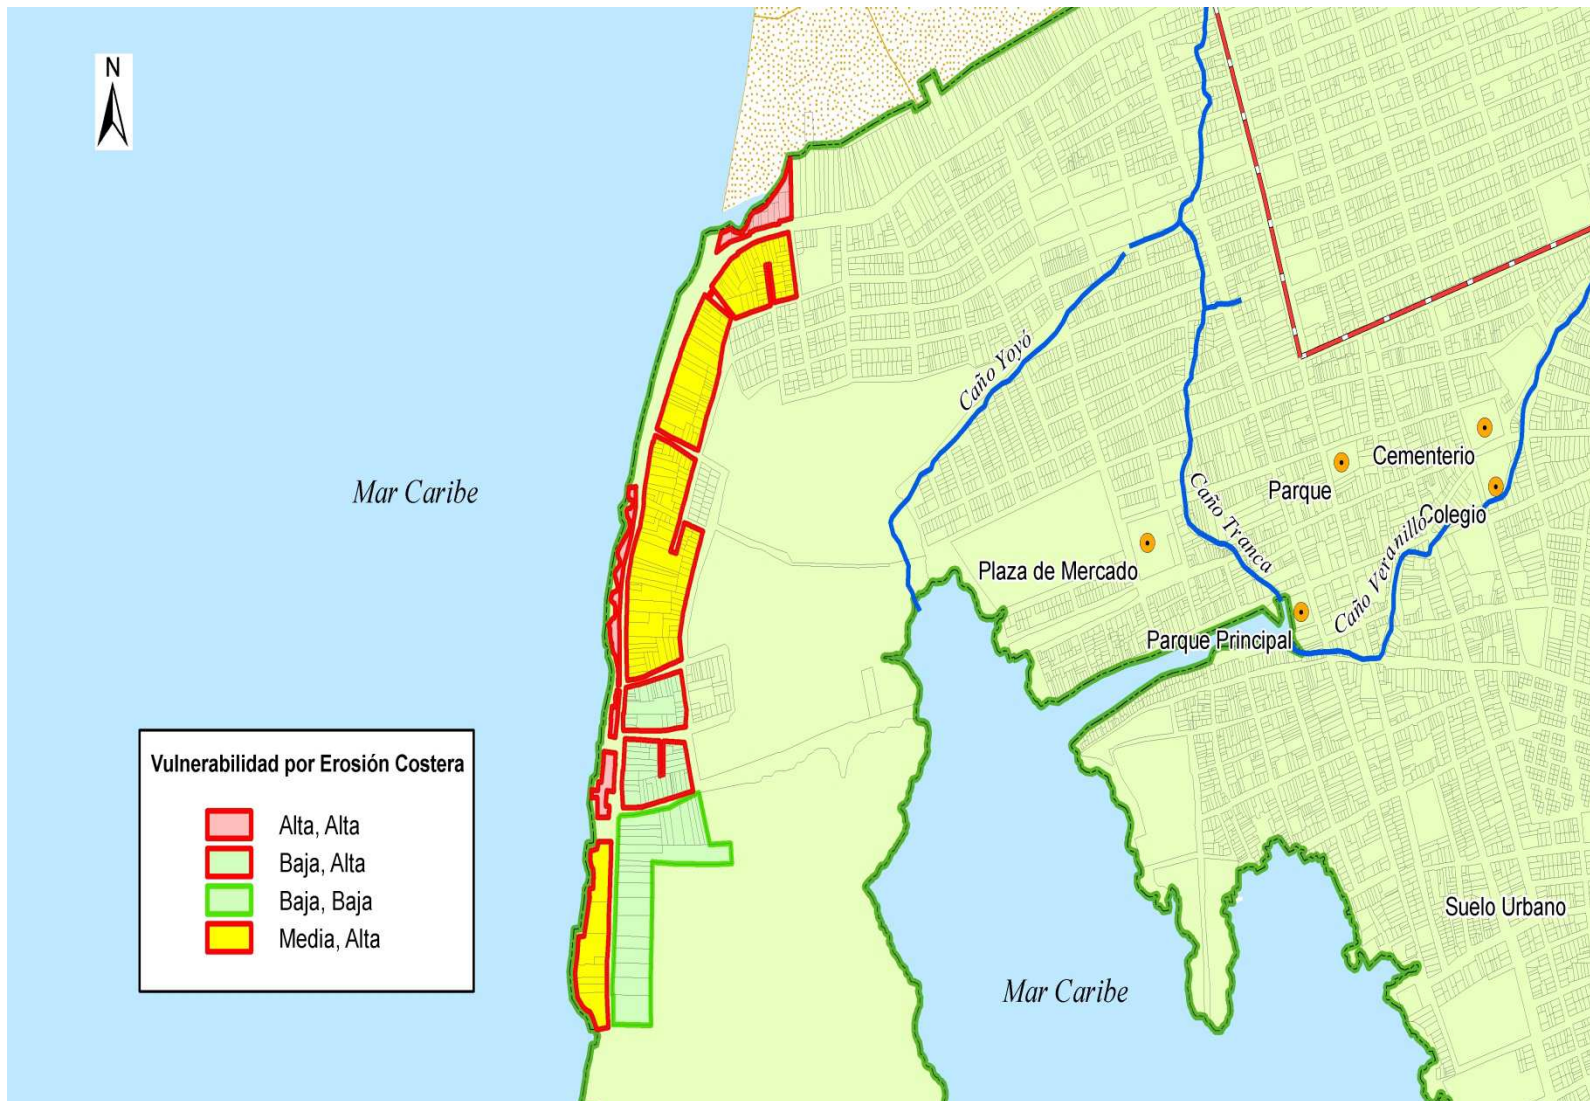 N
Caño Yoyó
Cementerio
Mar Caribe
Parque
Caño Tranca
Colegio
Plaza de Mercado
Caño Veranilló
Parque Principal
Vulnerabilidad por Erosión Costera
Alta, Alta
Baja, Alta
Baja, Baja
Media, Alta
Suelo Urbano
Mar Caribe